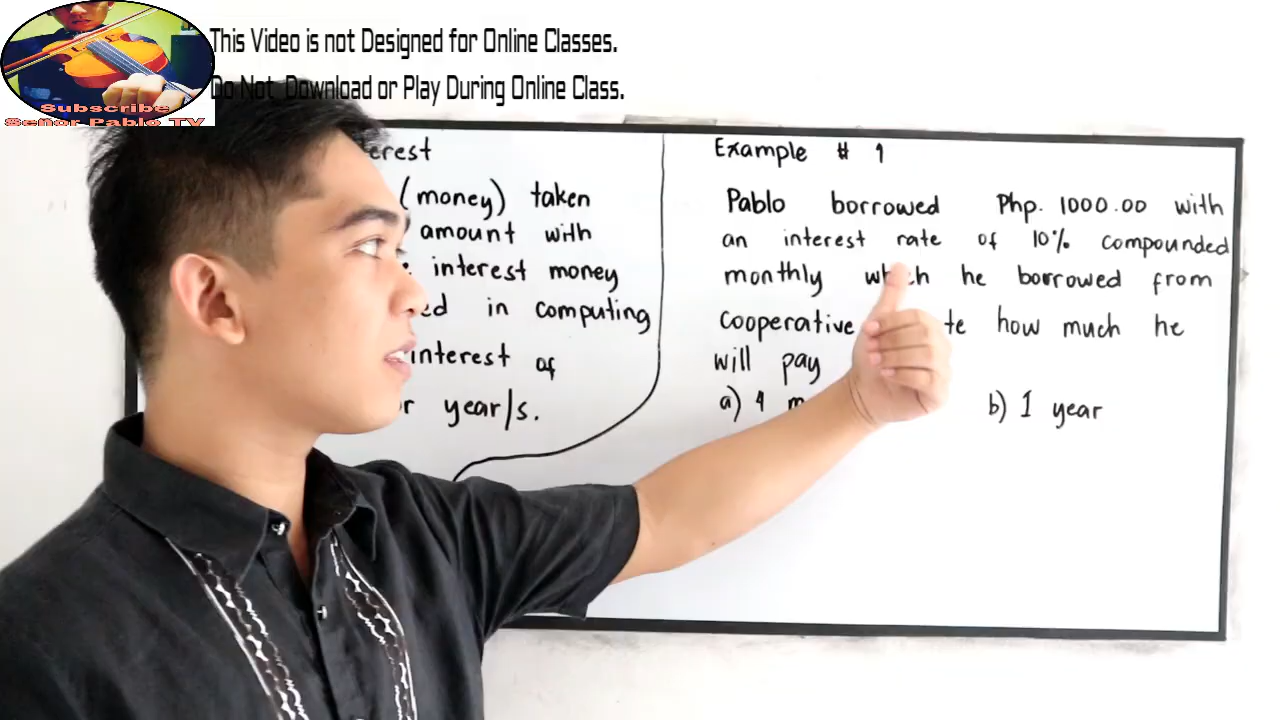 This Video is not Designed for Online Classes.
Do Not Download or Play During Online Class.
Subscribe
Señor Pablo TV
(money) taken
amount with
interest money
in computing
interest of
year/s.
Example # 1
Pablo borrowed Php. 1000.00 with
an interest rate of 10% compounded
monthly which he borrowed from
cooperative how much he
will pay
a) 1
b) 1 year